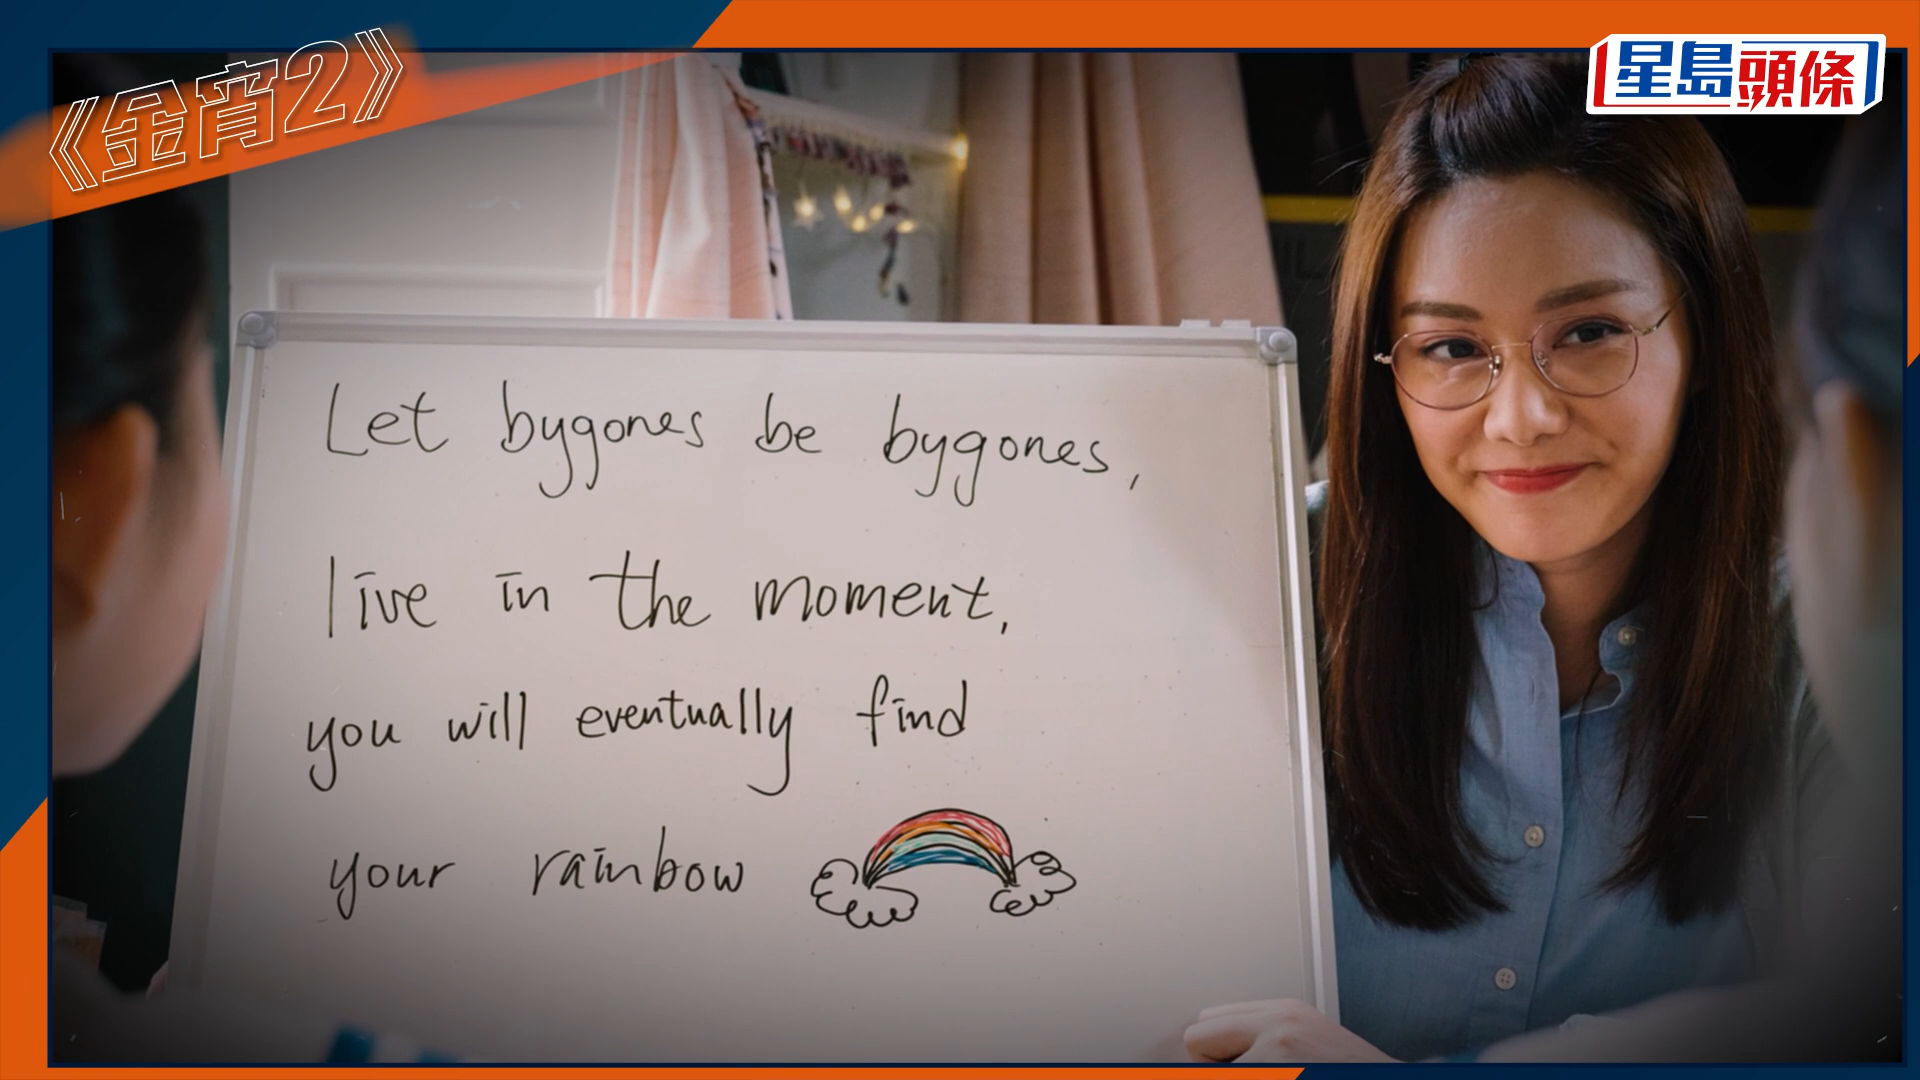 《金宵2》
星島頭條
Let bygones be bygones,
live in the moment,
you will eventually find
your rainbow